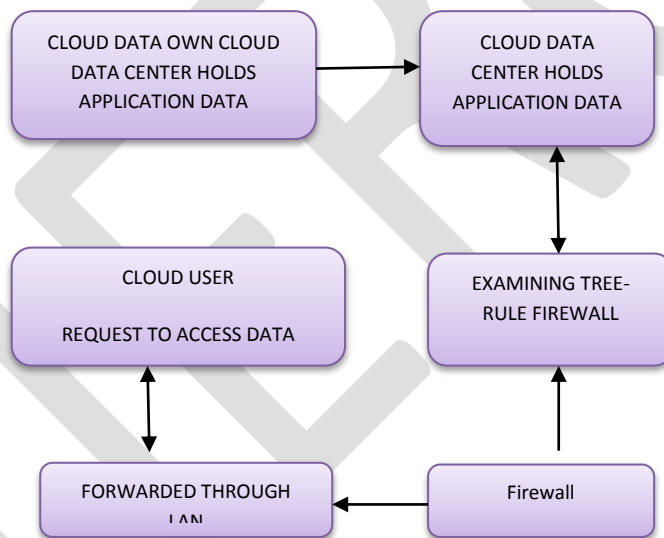 CLOUD DATA OWN CLOUD
DATA CENTER HOLDS
APPLICATION DATA
CLOUD DATA
CENTER HOLDS
APPLICATION DATA
CLOUD USER
REQUEST TO ACCESS DATA
EXAMINING TREE-
RULE FIREWALL
FORWARDED THROUGH
LAN
Firewall